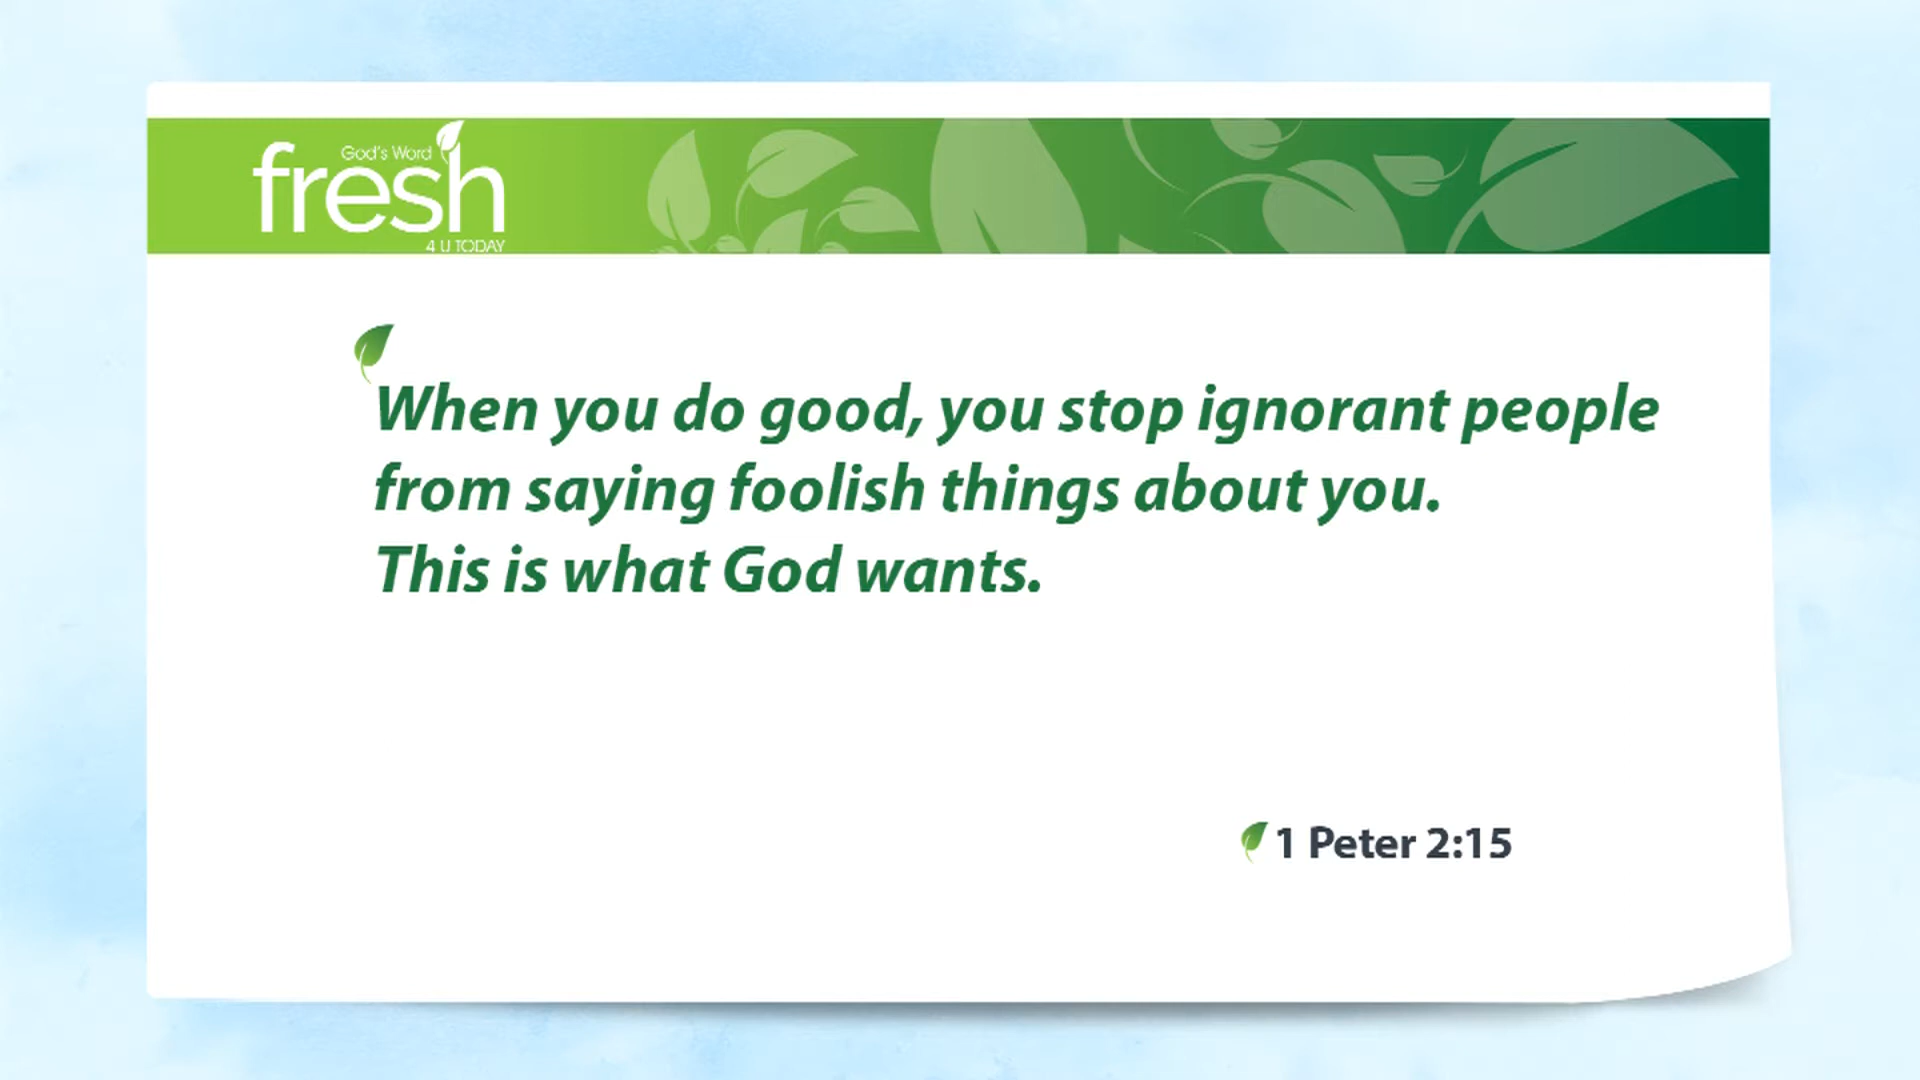 God's Word
fresh
4 U TODAY
When you do good, you stop ignorant people
from saying foolish things about you.
This is what God wants.
1 Peter 2:15